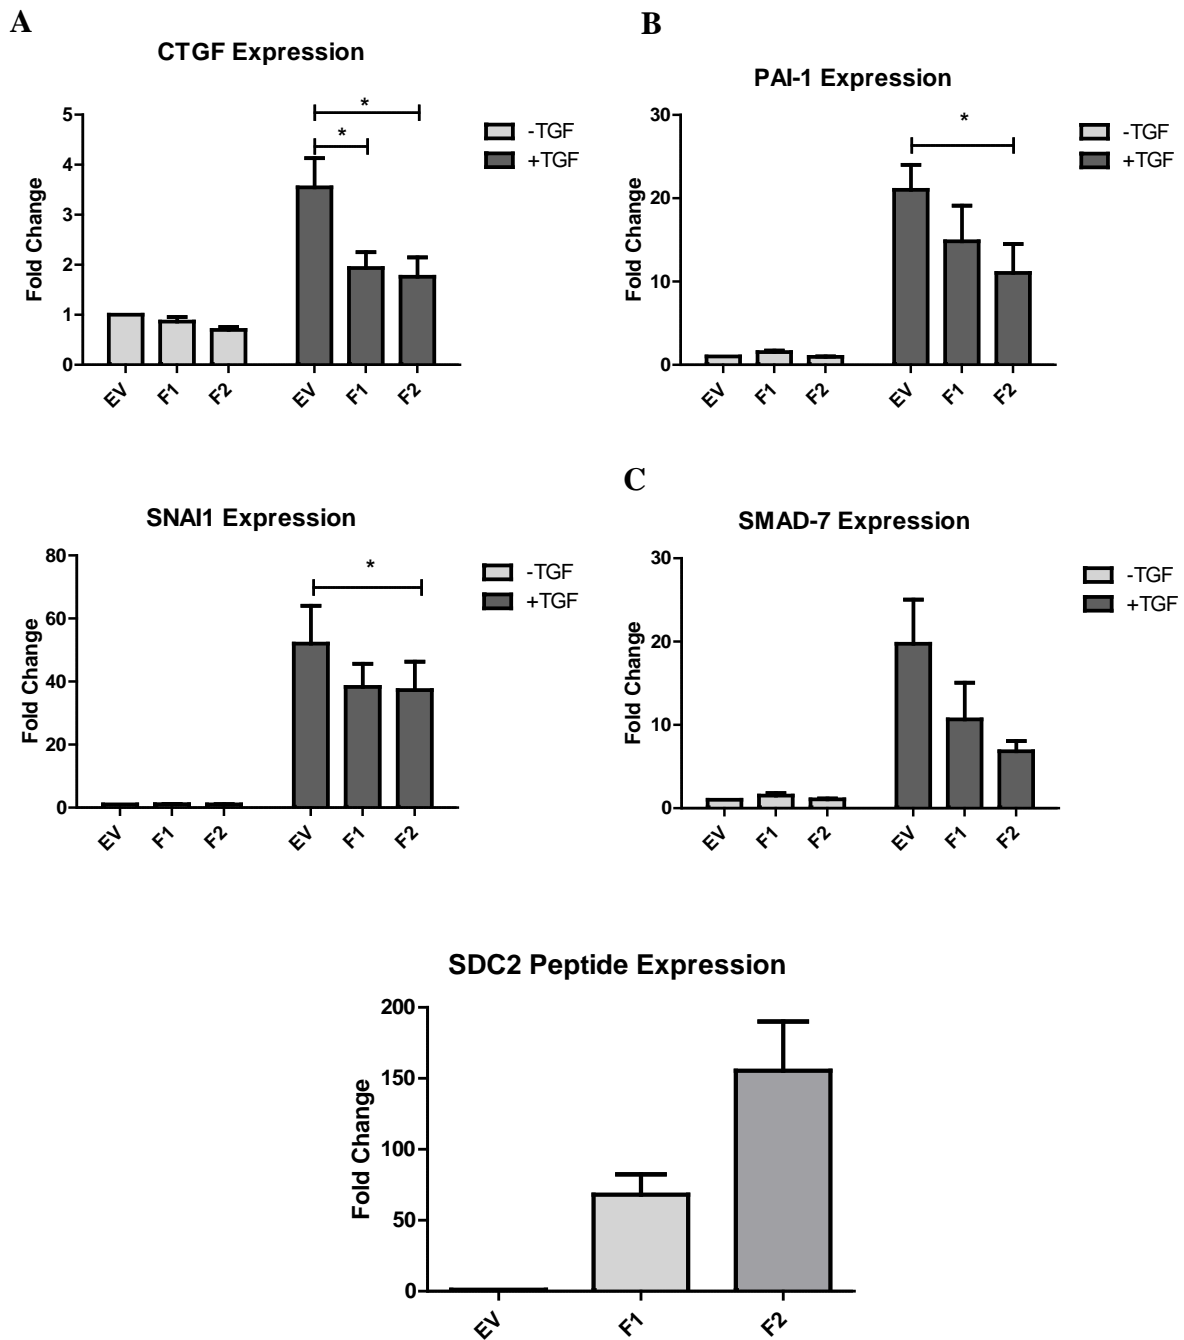 A
CTGF Expression
5
4
3
2
1
0
Fold Change
* 
*
-TGF
+TGF
EV F1 F2 EV F1 F2
B
PAI-1 Expression
30
20
10
0
Fold Change
*
-TGF
+TGF
EV F1 F2 EV F1 F2
SNAI1 Expression
80
60
40
20
0
Fold Change
*
-TGF
+TGF
EV F1 F2 EV F1 F2
C
SMAD-7 Expression
30
20
10
0
Fold Change
-TGF
+TGF
EV F1 F2 EV F1 F2
SDC2 Peptide Expression
200
150
100
50
0
Fold Change
EV F1 F2